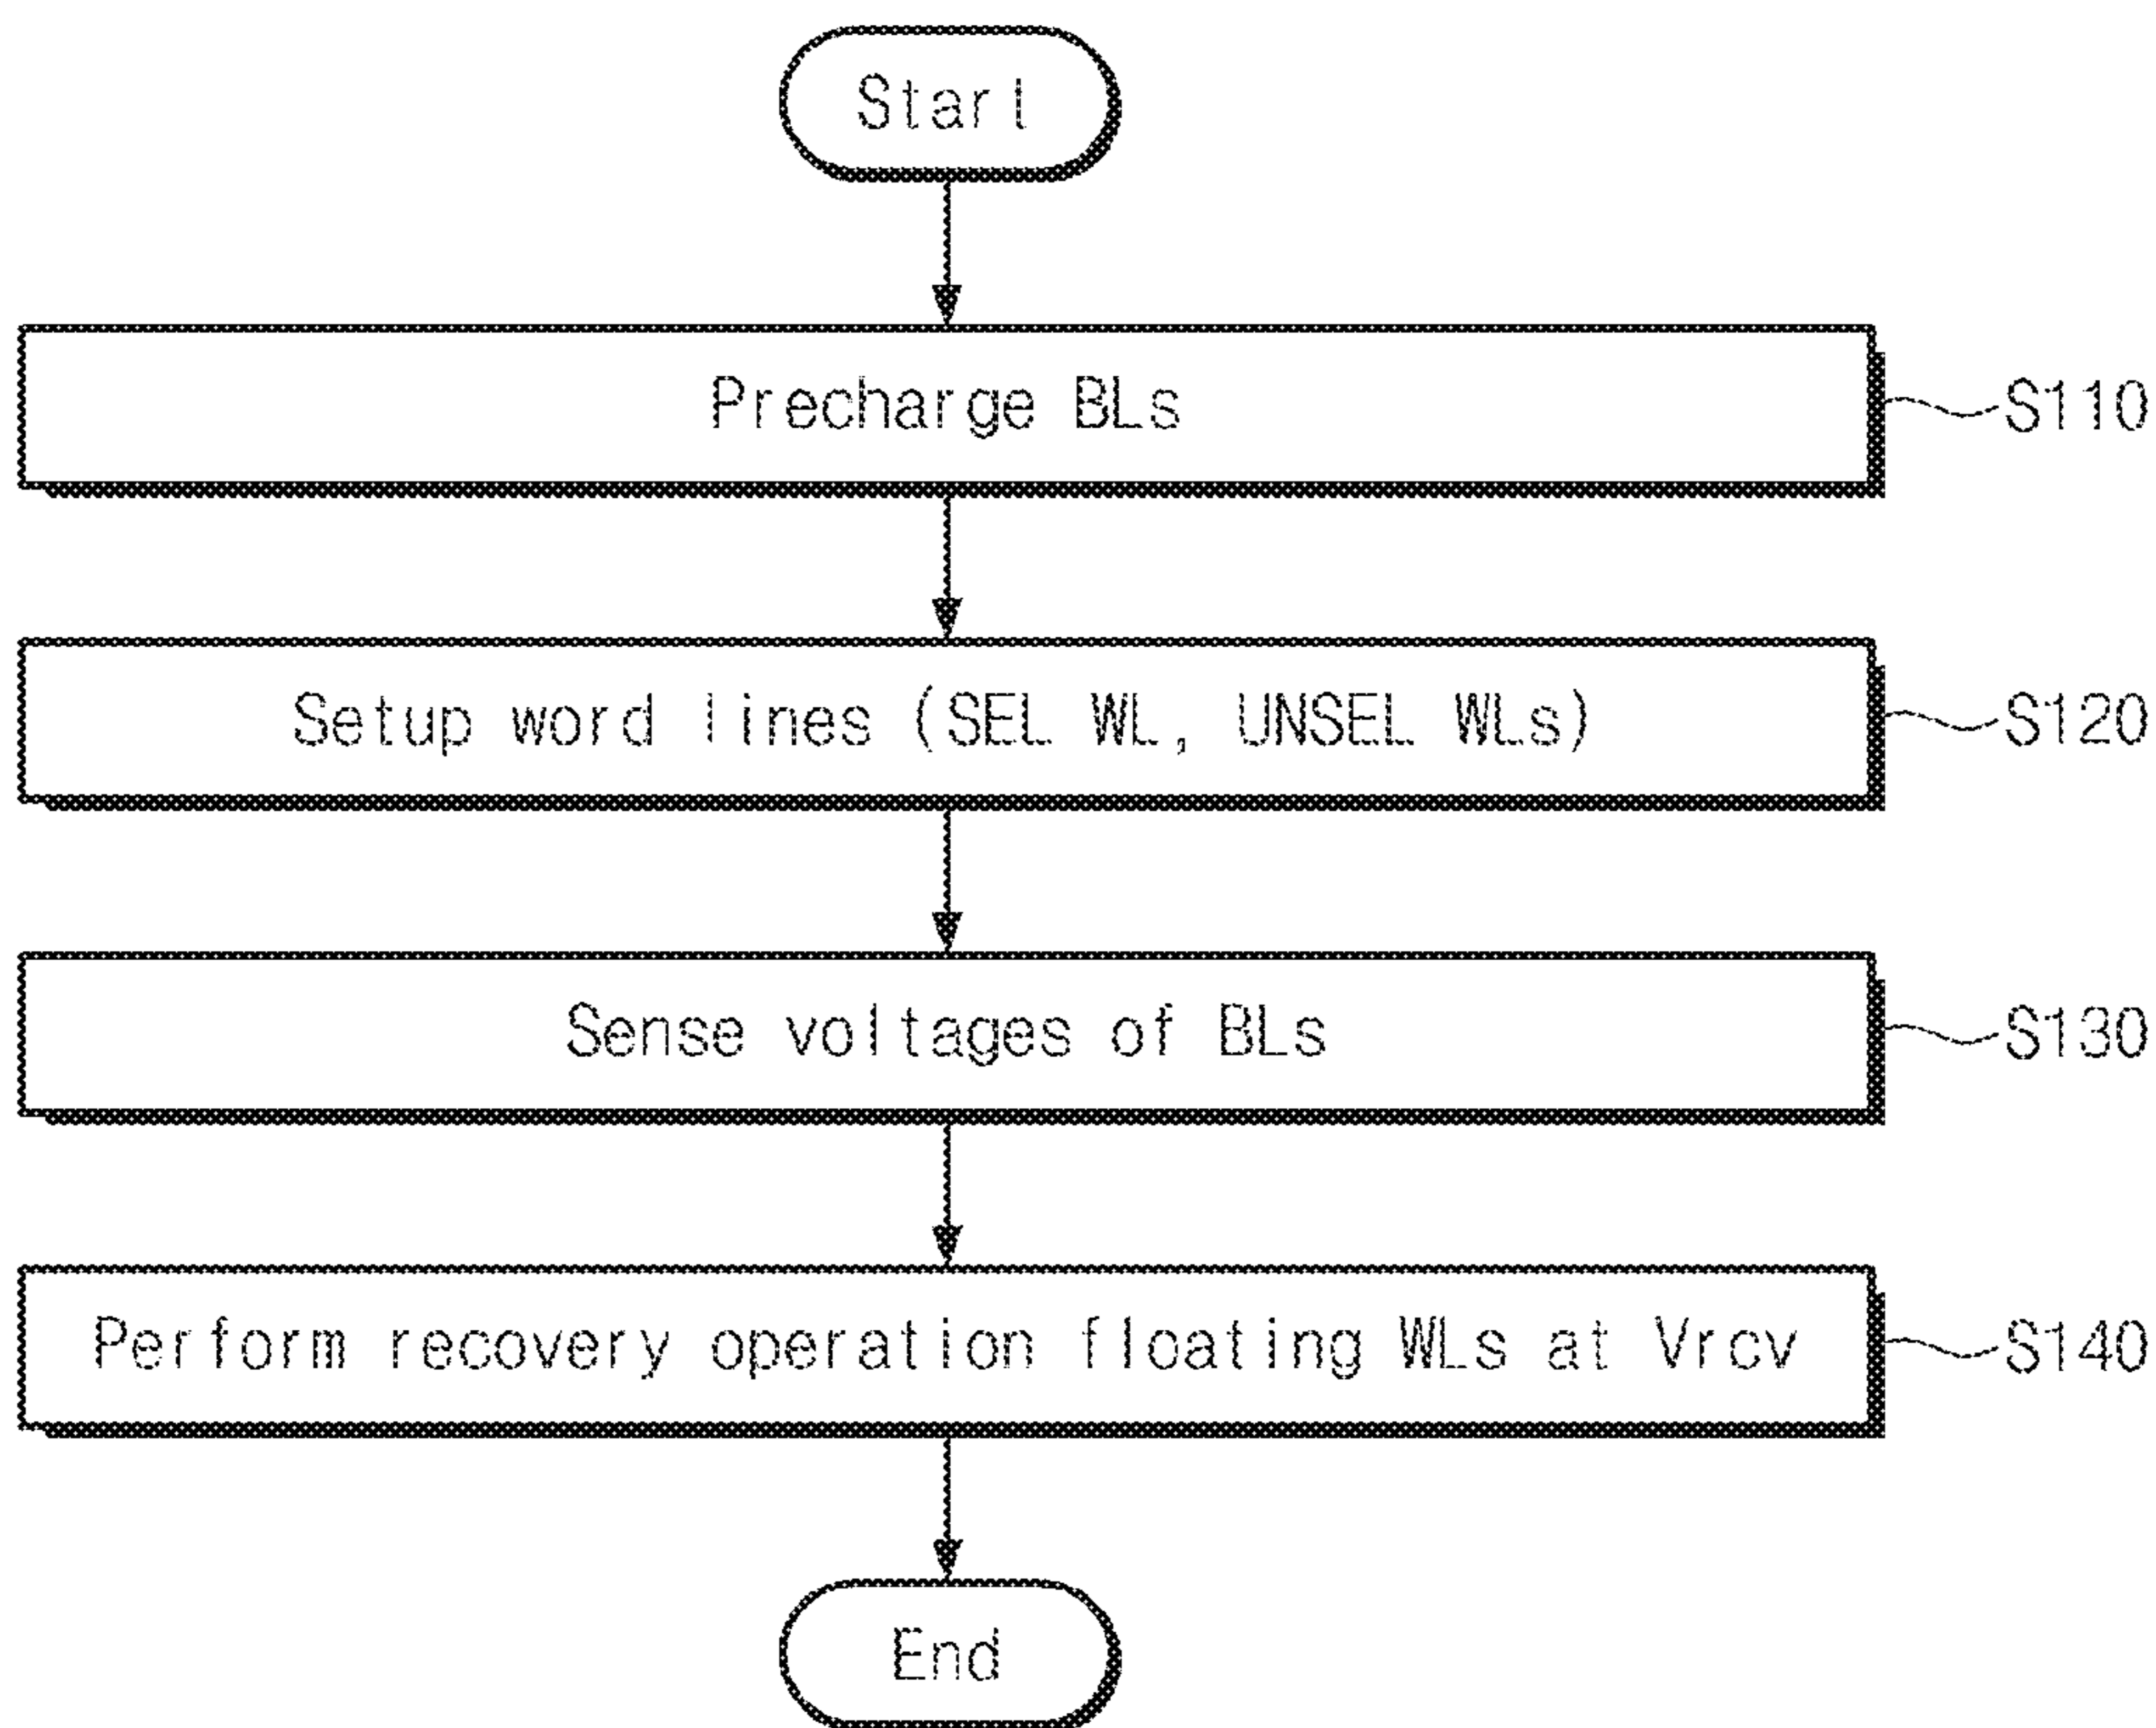 Start
Precharge BLs
S110
Setup word lines (SEL WL, UNSEL WLs)
S120
Sense voltages of BLs
S130
Perform recovery operation floating WLs at Vrcv
S140
End